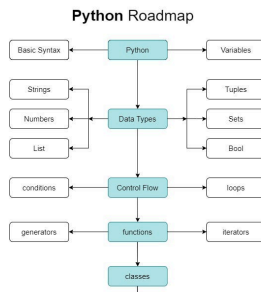 Python Roadmap
Basic Syntax
Python
Variables
Strings
Tuples
Numbers
Data Types
Sets
List
Bool
conditions
Control Flow
loops
generators
functions
iterators
classes